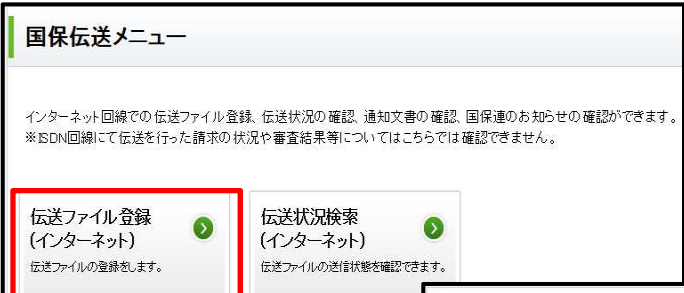 国保伝送メニュー
インターネット回線での伝送ファイル登録、伝送状況の確認、通知文書の確認、国保連のお知らせの確認ができます。
※ISDN回線にて伝送を行った請求の状況や審査結果等についてはこちらでは確認できません。
伝送ファイル登録
(インターネット)
伝送ファイルの登録をします。
伝送状況検索
(インターネット)
伝送ファイルの送信状態を確認できます。